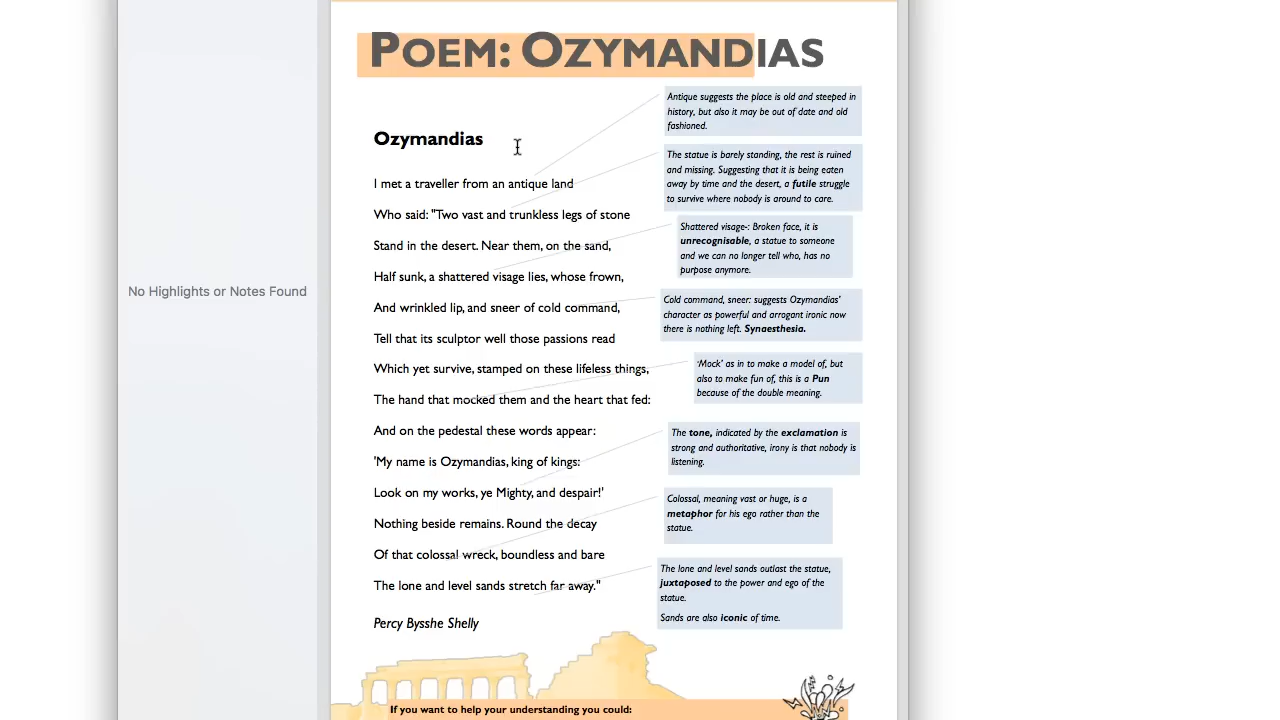 POEM: OZYMANDIAS
Ozymandias
I met a traveller from an antique land
Who said: "Two vast and trunkless legs of stone
Stand in the desert. Near them, on the sand,
Half sunk, a shattered visage lies, whose frown,
And wrinkled lip, and sneer of cold command,
Tell that its sculptor well those passions read
Which yet survive, stamped on these lifeless things,
The hand that mocked them and the heart that fed:
And on the pedestal these words appear:
'My name is Ozymandias, king of kings:
Look on my works, ye Mighty, and despair!'
Nothing beside remains. Round the decay
Of that colossal wreck, boundless and bare
The lone and level sands stretch far away."
Percy Bysshe Shelly
Antique suggests the place is old and steeped in
history, but also it may be out of date and old
fashioned.
The statue is barely standing, the rest is ruined
and missing. Suggesting that it is being eaten
away by time and the desert, a futile struggle
to survive where nobody is around to care.
Shattered visage-: Broken face, it is
unrecognisable, a statue to someone
and we can no longer tell who, has no
purpose anymore.
Cold command, sneer: suggests Ozymandias'
character as powerful and arrogant ironic now
there is nothing left. Synaesthesia.
'Mock' as in to make a model of, but
also to make fun of, this is a Pun
because of the double meaning.
The tone, indicated by the exclamation is
strong and authoritative, irony is that nobody is
listening.
Colossal, meaning vast or huge, is a
metaphor for his ego rather than the
statue.
The lone and level sands outlast the statue,
juxtaposed to the power and ego of the
statue.
Sands are also iconic of time.
No Highlights or Notes Found
If you want to help your understanding you could: